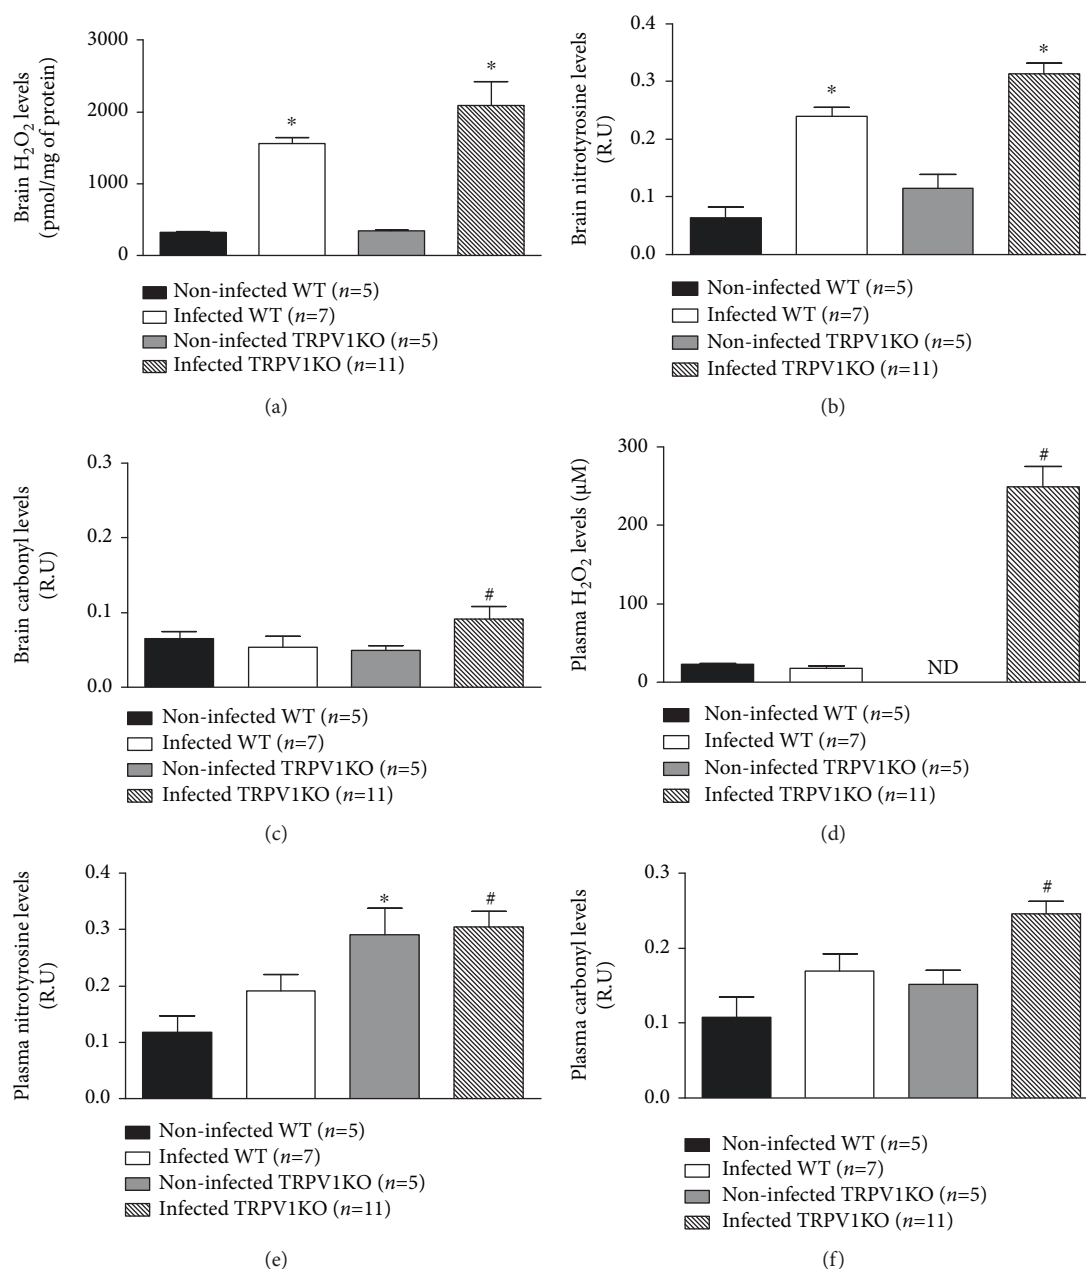 Brain H₂O₂ levels
(pmol/mg of protein)
3000
2000
1000
0
*
*
Non-infected WT (n=5)
Infected WT (n=7)
Non-infected TRPV1KO (n=5)
Infected TRPV1KO (n=11)
(a)
Brain nitrotyrosine levels
(R.U)
0.4
0.3
0.2
0.1
0.0
*
*
Non-infected WT (n=5)
Infected WT (n=7)
Non-infected TRPV1KO (n=5)
Infected TRPV1KO (n=11)
(b)
Brain carbonyl levels
(R.U)
0.3
0.2
0.1
0.0
#
Non-infected WT (n=5)
Infected WT (n=7)
Non-infected TRPV1KO (n=5)
Infected TRPV1KO (n=11)
(c)
Plasma H₂O₂ levels (µM)
300
200
100
0
ND
#
Non-infected WT (n=5)
Infected WT (n=7)
Non-infected TRPV1KO (n=5)
Infected TRPV1KO (n=11)
(d)
Plasma nitrotyrosine levels
(R.U)
0.4
0.3
0.2
0.1
0.0
*
#
Non-infected WT (n=5)
Infected WT (n=7)
Non-infected TRPV1KO (n=5)
Infected TRPV1KO (n=11)
(e)
Plasma carbonyl levels
(R.U)
0.3
0.2
0.1
0.0
#
Non-infected WT (n=5)
Infected WT (n=7)
Non-infected TRPV1KO (n=5)
Infected TRPV1KO (n=11)
(f)